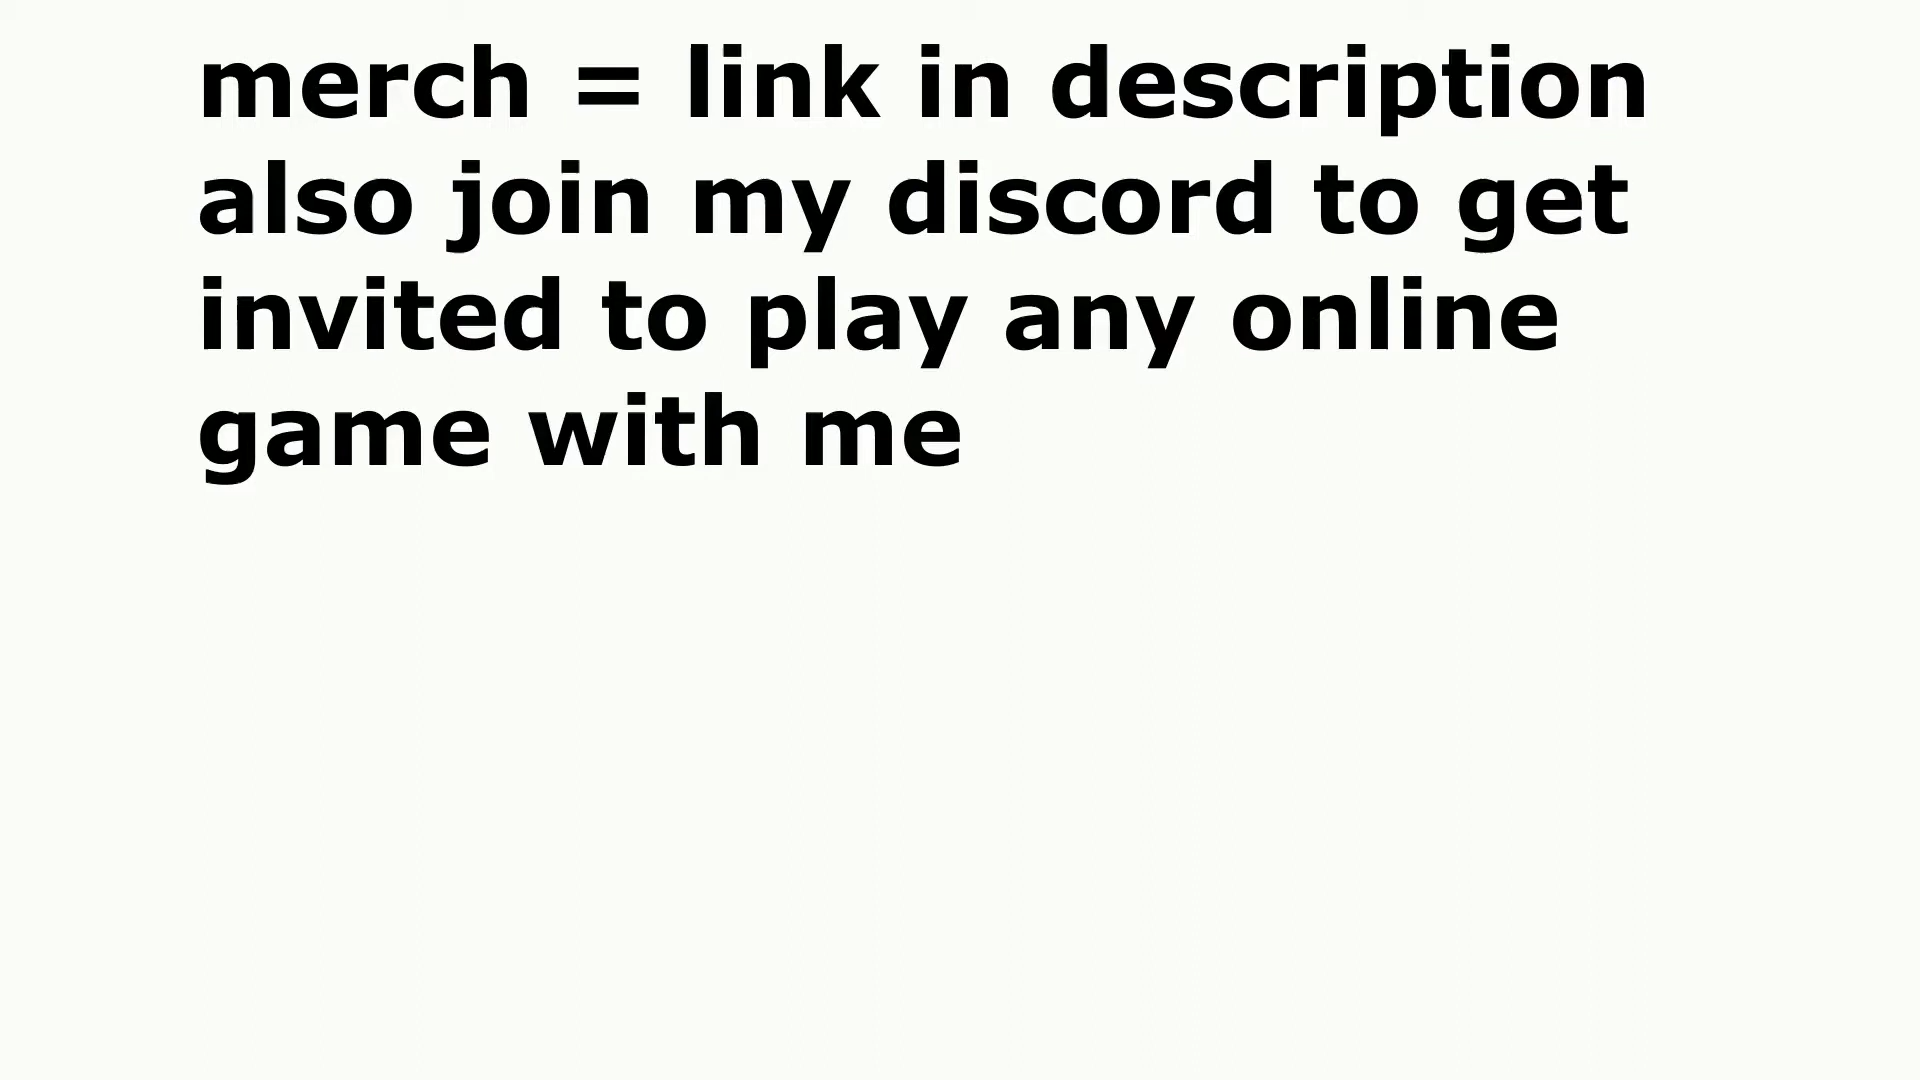 merch = link in description
also join my discord to get
invited to play any online
game with me